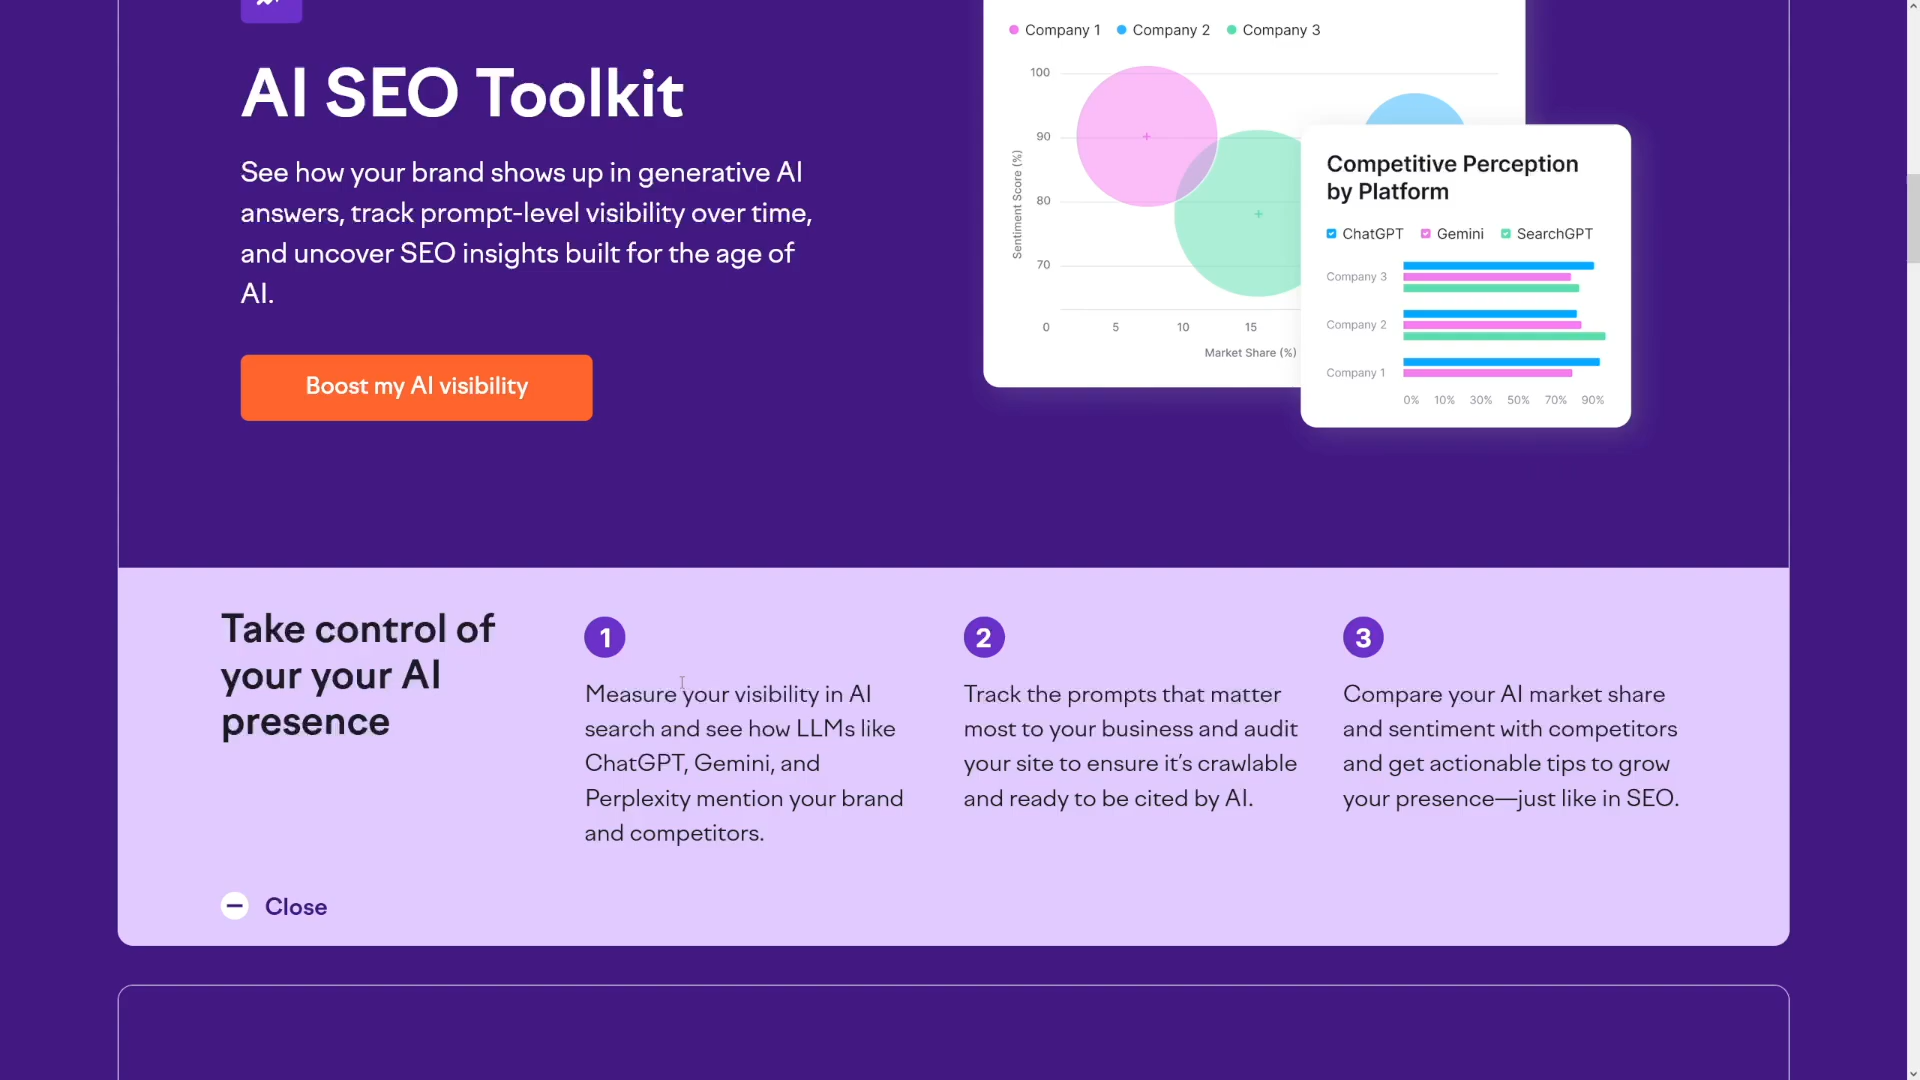 AI SEO Toolkit
See how your brand shows up in generative AI
answers, track prompt-level visibility over time,
and uncover SEO insights built for the age of
AI.
Boost my AI visibility
Company 1 Company 2 Company 3
100
90
80
70
Sentiment Score (%)
0 5 10 15
Market Share (%)
Competitive Perception
by Platform
ChatGPT Gemini SearchGPT
Company 3
Company 2
Company 1
0% 10% 30% 50% 70% 90%
Take control of
your your AI
presence
1
Measure your visibility in AI
search and see how LLMs like
ChatGPT, Gemini, and
Perplexity mention your brand
and competitors.
2
Track the prompts that matter
most to your business and audit
your site to ensure it’s crawlable
and ready to be cited by AI.
3
Compare your AI market share
and sentiment with competitors
and get actionable tips to grow
your presence—just like in SEO.
Close